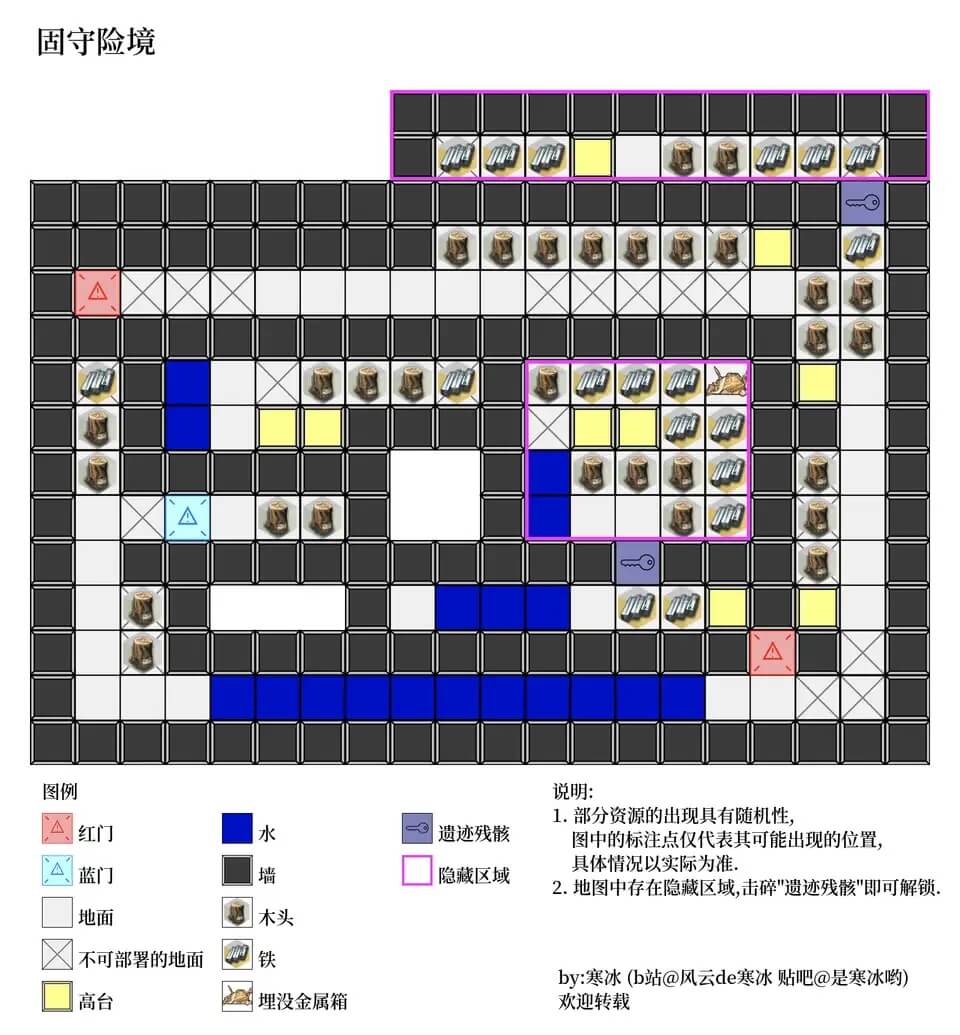 固守险境
图例
红门
水
遗迹残骸
蓝门
墙
隐藏区域
地面
木头
不可部署的地面
铁
高台
埋没金属箱
说明:
1. 部分资源的出现具有随机性,
图中的标注点仅代表其可能出现的位置,
具体情况以实际为准.
2. 地图中存在隐藏区域,击碎"遗迹残骸"即可解锁.
by:寒冰 (b站@风云de寒冰 贴吧@是寒冰哟)
欢迎转载